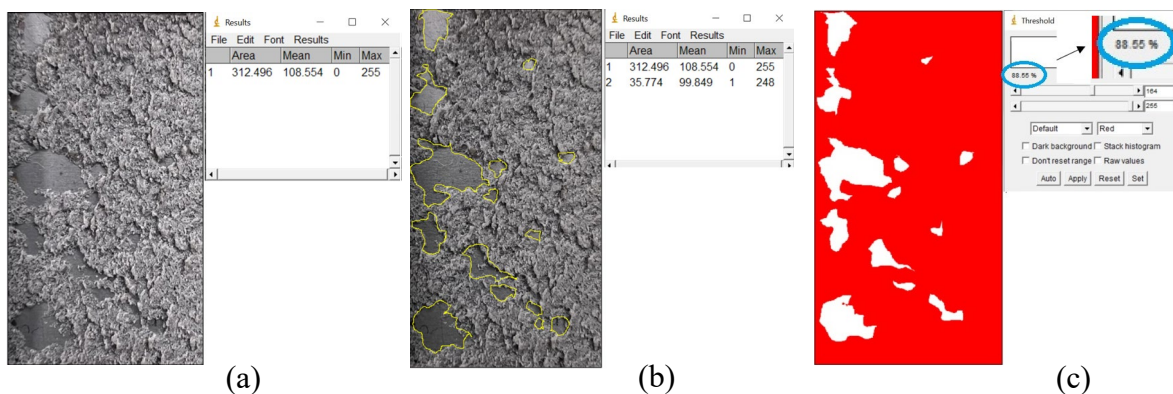 Results
File Edit Font Results
Area Mean Min Max
1 312.496 108.554 0 255
(a)
Results
File Edit Font Results
Area Mean Min Max
1 312.496 108.554 0 255
2 35.774 99.849 1 248
(b)
Threshold
88.55 %
88.55 %
164
255
Default Red
Dark background Stack histogram
Don't reset range Raw values
Auto Apply Reset Set
(c)